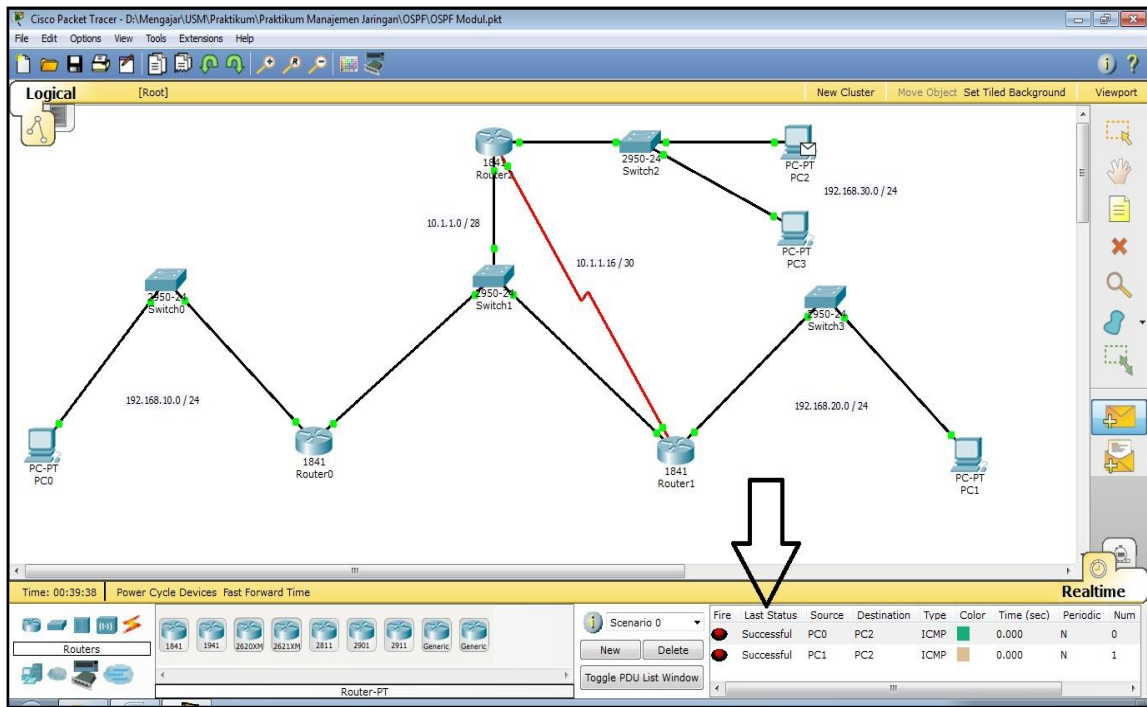 Cisco Packet Tracer - D:\Mengajar\USM\Praktikum\Praktikum Manajemen Jaringan\OSPF\OSPF Modul.pkt
File Edit Options View Tools Extensions Help
Logical [Root] New Cluster Move Object Set Tiled Background Viewport
1841
Router2
2950-24
Switch2
PC-PT
PC2
192.168.30.0 / 24
10.1.1.0 / 28
PC-PT
PC3
10.1.1.16 / 30
2950-24
Switch0
2950-24
Switch1
2950-24
Switch3
192.168.10.0 / 24
192.168.20.0 / 24
PC-PT
PC0
1841
Router0
1841
Router1
PC-PT
PC1
Time: 00:39:38 Power Cycle Devices Fast Forward Time Realtime
Routers
1841 1941 2620XM 2621XM 2811 2901 2911 Generic Generic
Router-PT
Scenario 0
New Delete
Toggle PDU List Window
Fire Last Status Source Destination Type Color Time (sec) Periodic Num
Successful PC0 PC2 ICMP 0.000 N 0
Successful PC1 PC2 ICMP 0.000 N 1